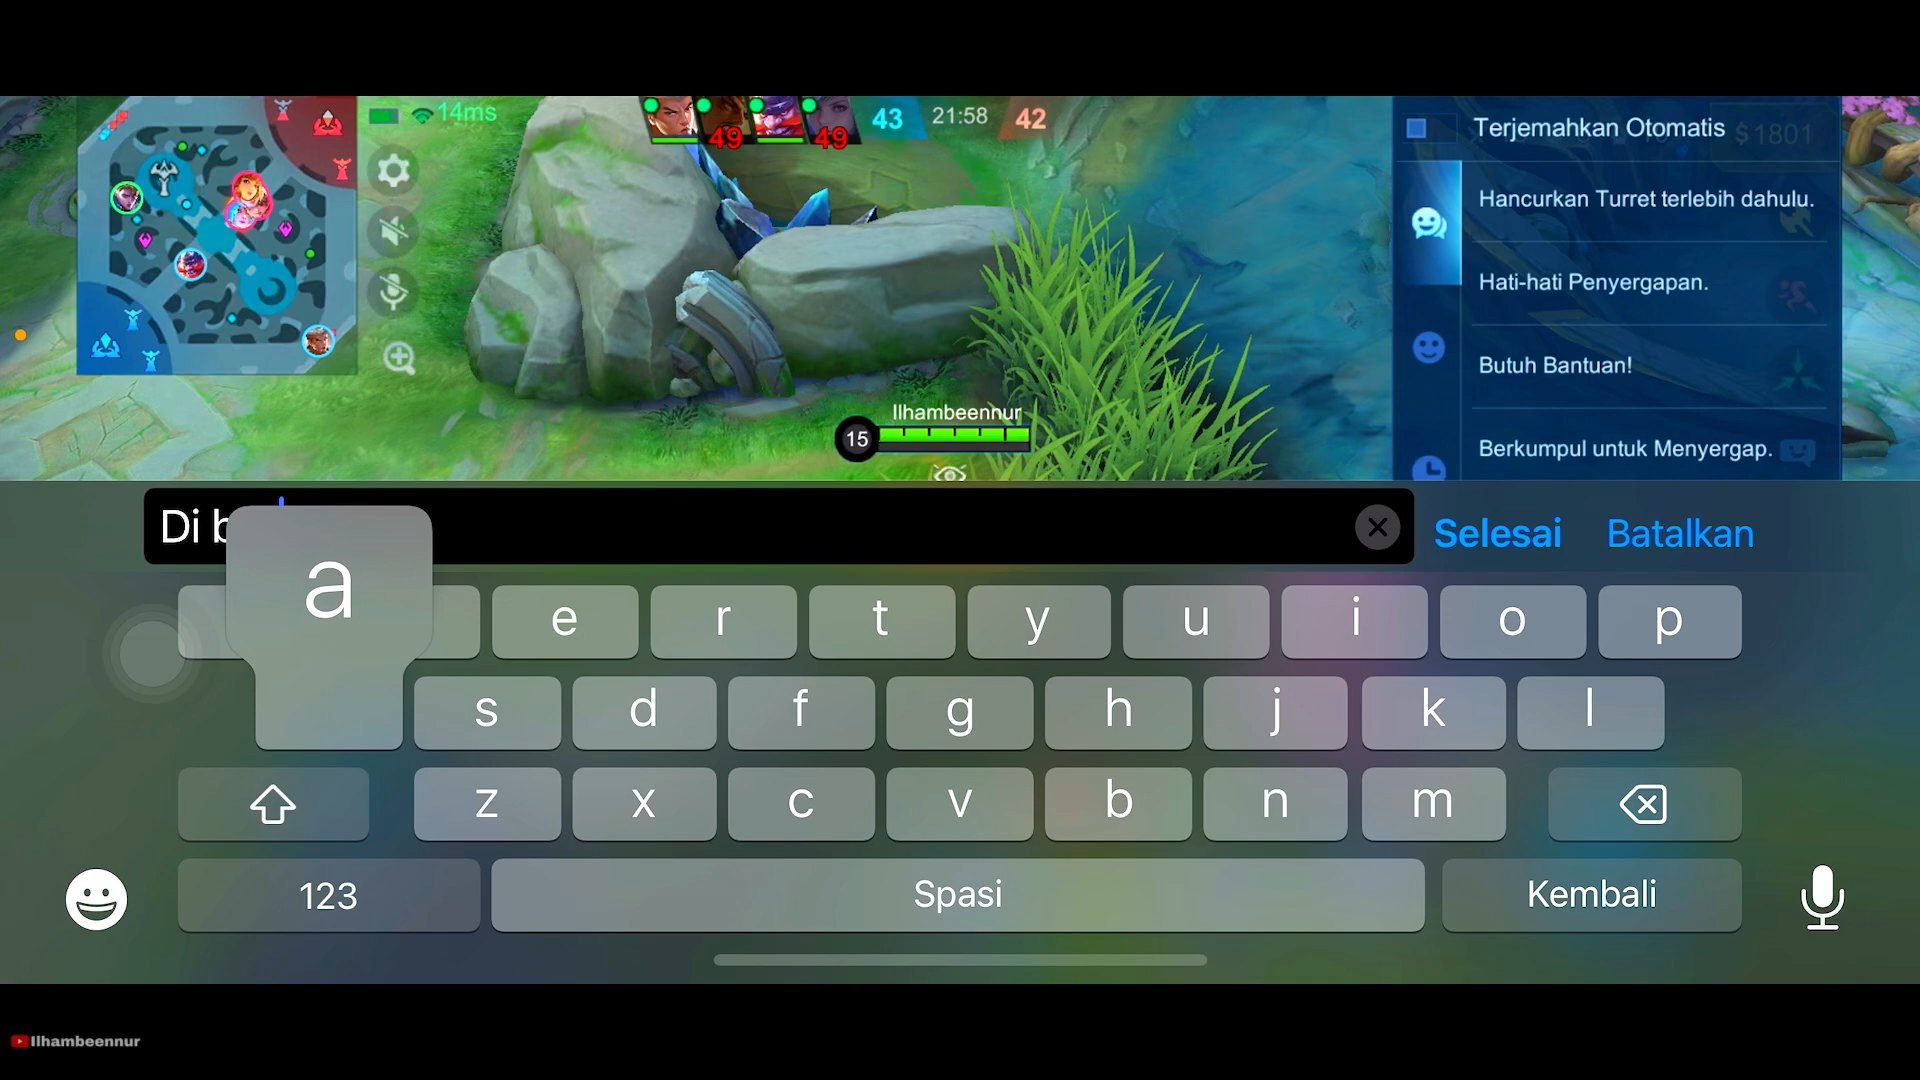 14ms
49
49
43
21:58
42
Terjemahkan Otomatis
$1801
Hancurkan Turret terlebih dahulu.
Hati-hati Penyergapan.
Butuh Bantuan!
Berkumpul untuk Menyergap.
Ilhambeennur
15
Di b
Selesai
Batalkan
a
e r t y u i o p
s d f g h j k l
z x c v b n m
123
Spasi
Kembali
Ilhambeennur